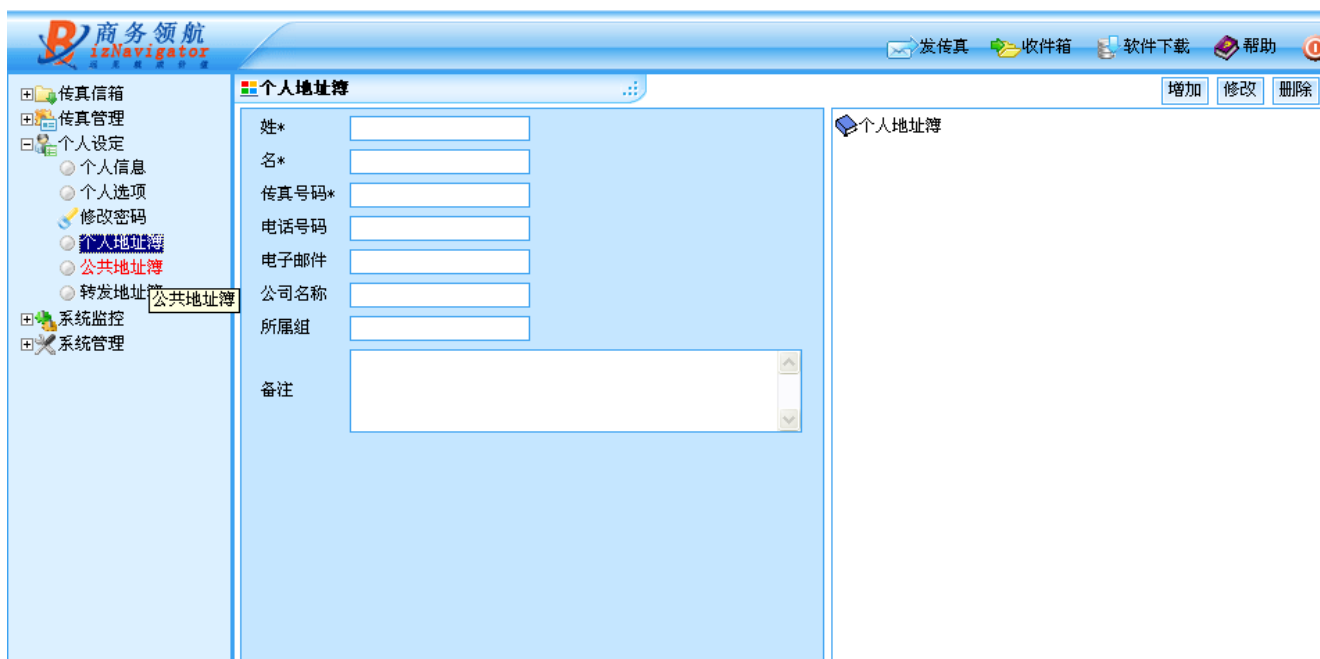 商务领航
BizNavigator
发传真
收件箱
软件下载
帮助
传真信箱
传真管理
个人设定
个人信息
个人选项
修改密码
个人地址簿
公共地址簿
转发地址
公共地址簿
系统监控
系统管理
个人地址簿
增加
修改
删除
姓*
名*
传真号码*
电话号码
电子邮件
公司名称
所属组
备注
个人地址簿